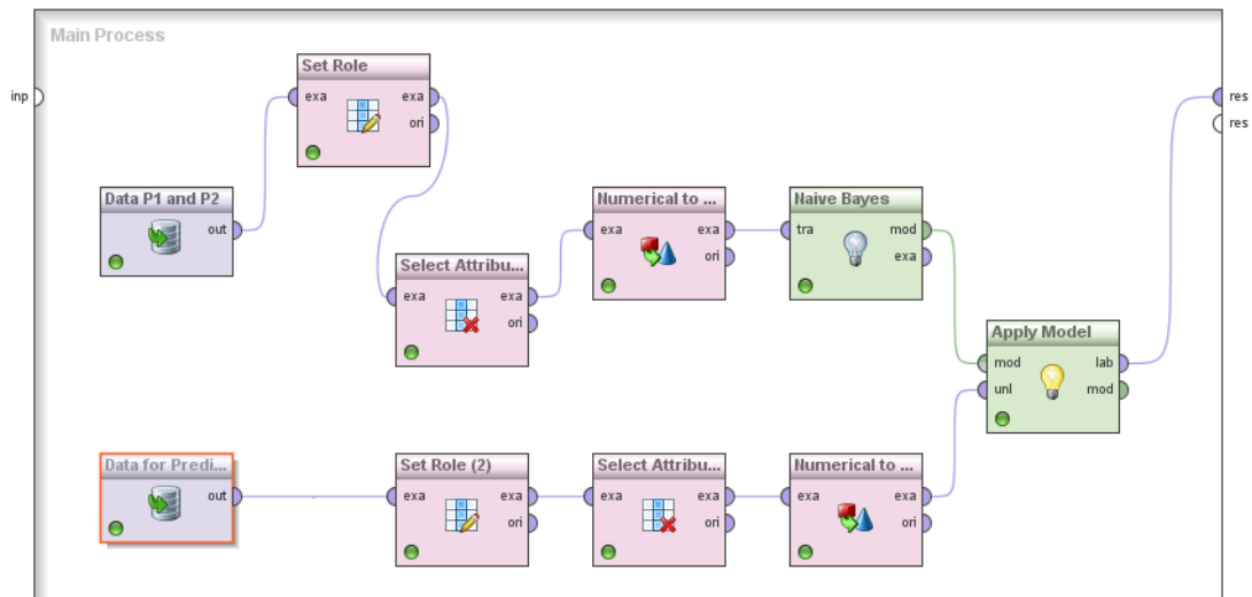 Main Process
Set Role
inp
exa
exa
res
ori
res
Data P1 and P2
out
Numerical to ...
exa
exa
ori
Naive Bayes
tra
mod
exa
Select Attribu...
exa
exa
ori
Apply Model
mod
lab
unl
mod
Data for Predi...
out
Set Role (2)
exa
exa
ori
Select Attribu...
exa
exa
ori
Numerical to ...
exa
exa
ori